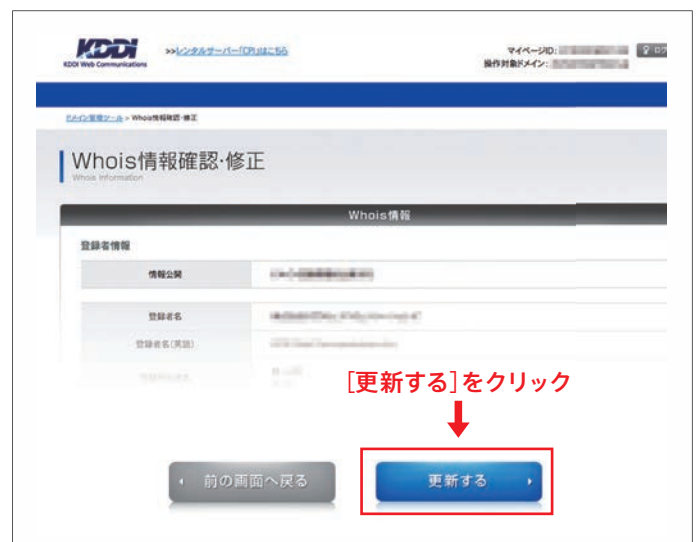 KDDI
KDDI Web Communications
>>レンタルサーバー「CPI」はこちら
マイページID:
操作対象ドメイン:
ドメイン管理ツール > Whois情報確認・修正
Whois情報確認・修正
Whois Information
Whois情報
登録者情報
情報公開
登録者名
登録者名(英語)
[更新する]をクリック
前の画面へ戻る
更新する